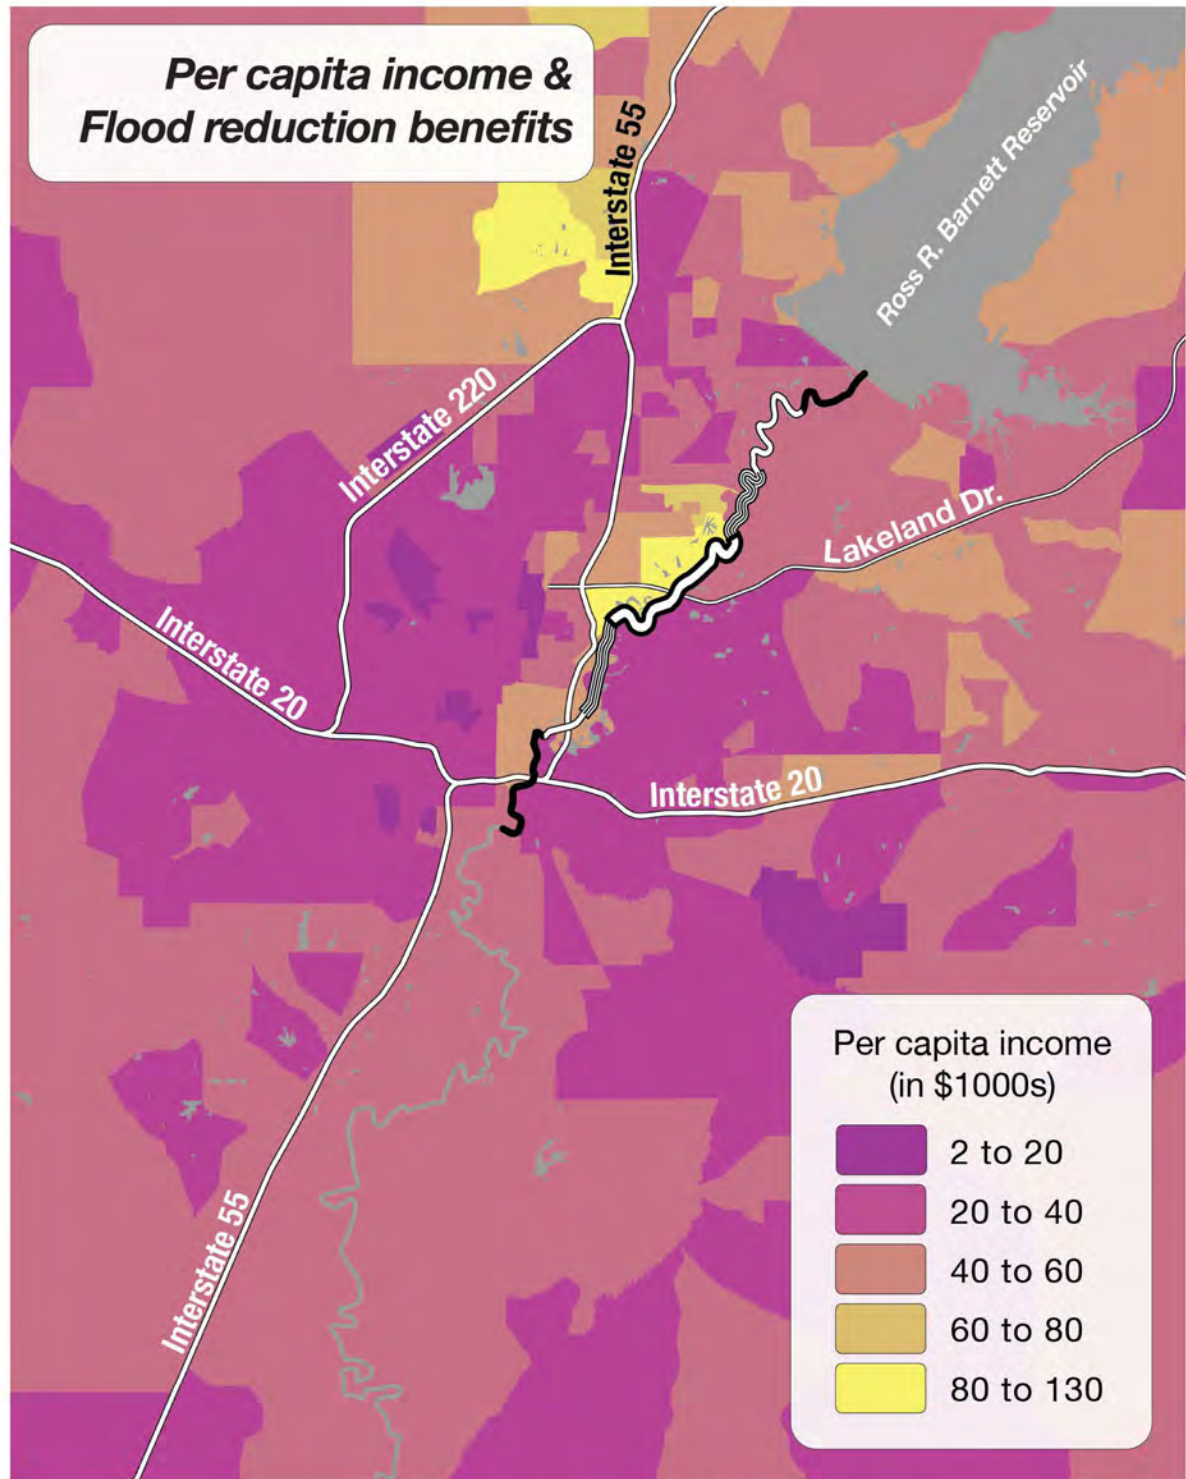 Per capita income &
Flood reduction benefits
Interstate 55
Ross R. Barnett Reservoir
Interstate 220
Lakeland Dr.
Interstate 20
Interstate 20
Interstate 55
Per capita income
(in $1000s)
2 to 20
20 to 40
40 to 60
60 to 80
80 to 130